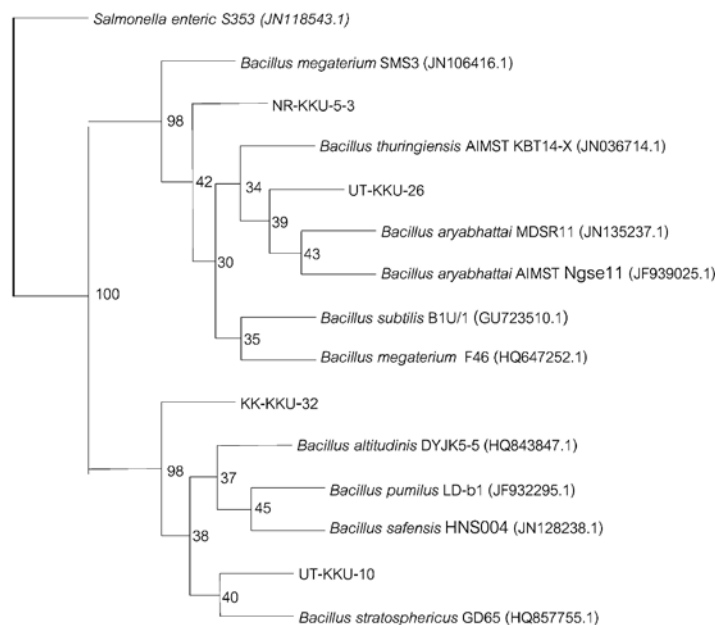 Salmonella enteric S353 (JN118543.1)
Bacillus megaterium SMS3 (JN106416.1)
98
NR-KKU-5-3
Bacillus thuringiensis AIMST KBT14-X (JN036714.1)
42
34
UT-KKU-26
39
Bacillus aryabhattai MDSR11 (JN135237.1)
43
30
Bacillus aryabhattai AIMST Ngse11 (JF939025.1)
100
Bacillus subtilis B1U/1 (GU723510.1)
35
Bacillus megaterium F46 (HQ647252.1)
KK-KKU-32
Bacillus altitudinis DYJK5-5 (HQ843847.1)
98
37
Bacillus pumilus LD-b1 (JF932295.1)
45
Bacillus safensis HNS004 (JN128238.1)
38
UT-KKU-10
40
Bacillus stratosphericus GD65 (HQ857755.1)